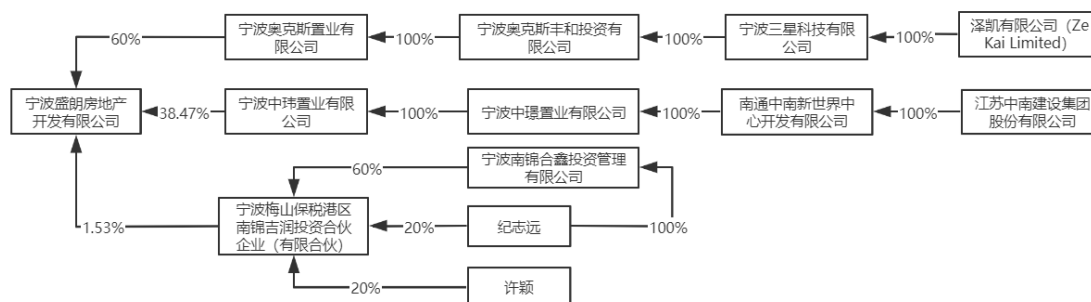 60%
宁波奥克斯置业有
限公司
100%
宁波奥克斯丰和投资有
限公司
100%
宁波三星科技有限公
司
100%
泽凯有限公司（Ze
Kai Limited）
宁波盛朗房地产
开发有限公司
38.47%
宁波中玮置业有限
公司
100%
宁波中璟置业有限公司
100%
南通中南新世界中
心开发有限公司
100%
江苏中南建设集团
股份有限公司
1.53%
宁波梅山保税港区
南锦吉润投资合伙
企业（有限合伙）
60%
宁波南锦合鑫投资管理
有限公司
20%
纪志远
100%
20%
许颖